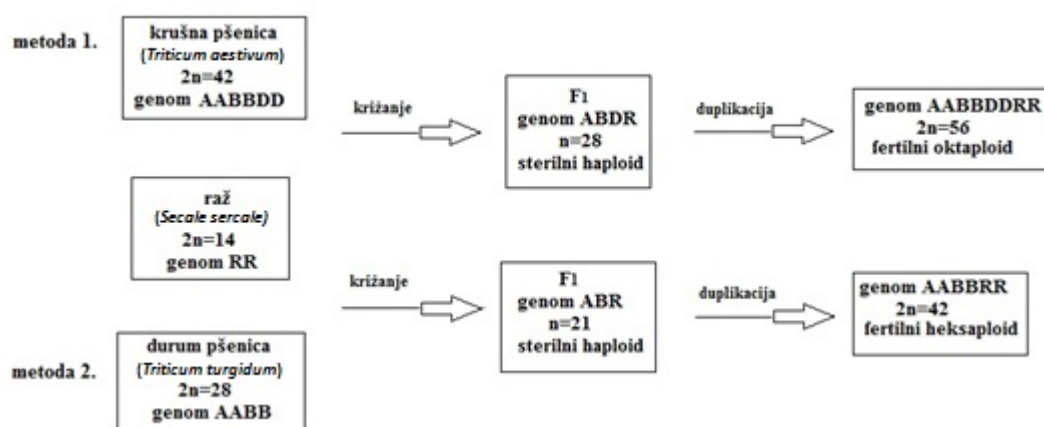 metoda 1.
krušna pšenica
(Triticum aestivum)
2n=42
genom AABBDD
križanje
F1
genom ABDR
n=28
sterilni haploid
duplikacija
genom AABBDDRR
2n=56
fertilni oktaploid
raž
(Secale sercale)
2n=14
genom RR
križanje
F1
genom ABR
n=21
sterilni haploid
duplikacija
genom AABBRR
2n=42
fertilni heksaploid
metoda 2.
durum pšenica
(Triticum turgidum)
2n=28
genom AABB